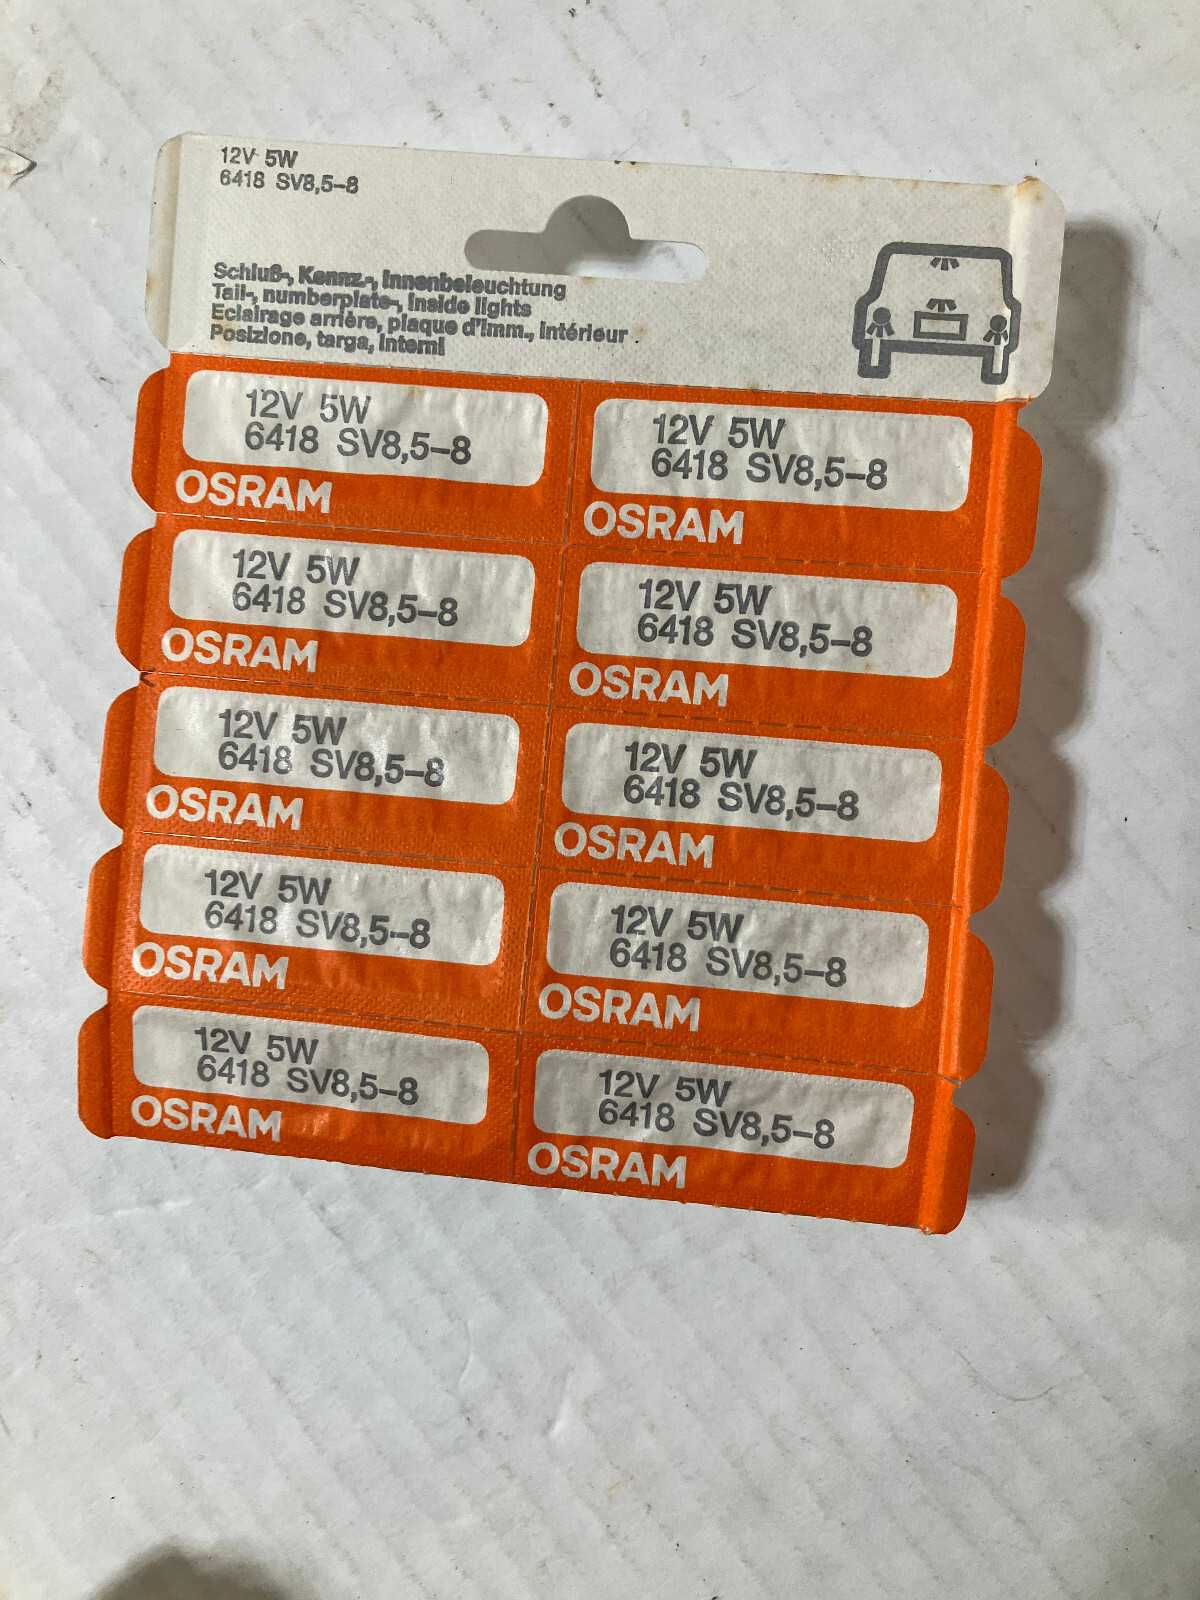 12V 5W
6418 SV8,5-8
Schluß-, Kennz.-, Innenbeleuchtung
Tail-, numberplate-, Inside lights
Eclairage arrière, plaque d'imm., intérieur
Posizione, targa, interni
12V 5W
6418 SV8,5-8
OSRAM
12V 5W
6418 SV8,5-8
OSRAM
12V 5W
6418 SV8,5-8
OSRAM
12V 5W
6418 SV8,5-8
OSRAM
12V 5W
6418 SV8,5-8
OSRAM
12V 5W
6418 SV8,5-8
OSRAM
12V 5W
6418 SV8,5-8
OSRAM
12V 5W
6418 SV8,5-8
OSRAM
12V 5W
6418 SV8,5-8
OSRAM
12V 5W
6418 SV8,5-8
OSRAM